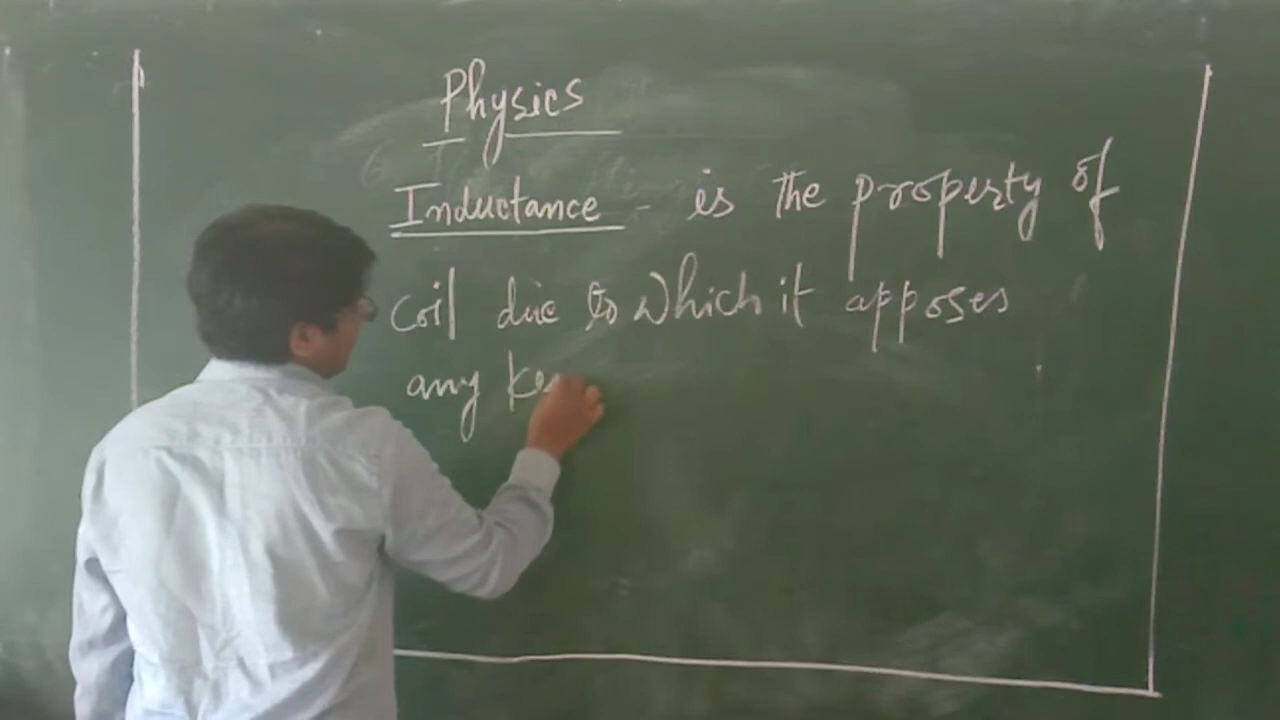 Physics
Inductance - is the property of
coil due to which it apposes
any